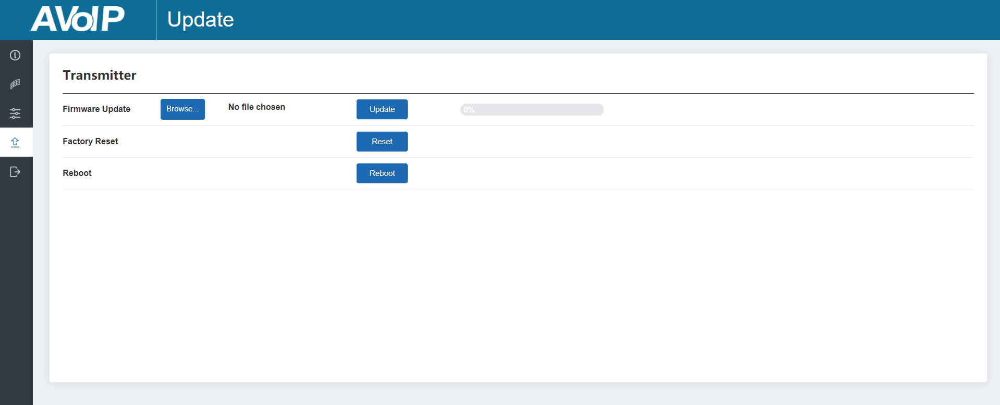 AVoIP
Update
Transmitter
Firmware Update
Browse...
No file chosen
Update
0%
Factory Reset
Reset
Reboot
Reboot